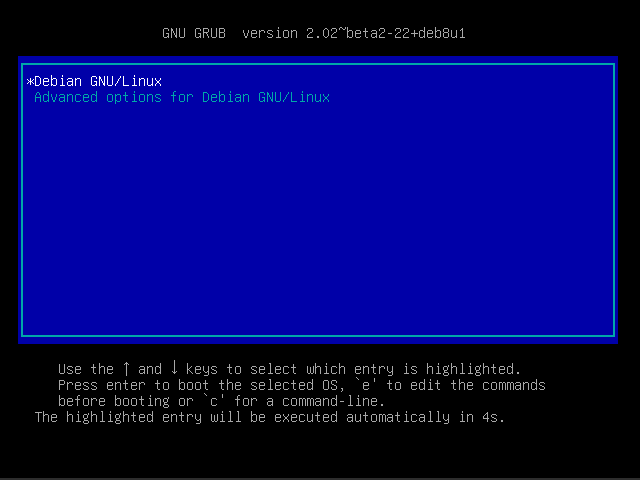 GNU GRUB  version 2.02~beta2-22+deb8u1
*Debian GNU/Linux
Advanced options for Debian GNU/Linux
Use the ↑ and ↓ keys to select which entry is highlighted.
Press enter to boot the selected OS, `e' to edit the commands
before booting or `c' for a command-line.
The highlighted entry will be executed automatically in 4s.